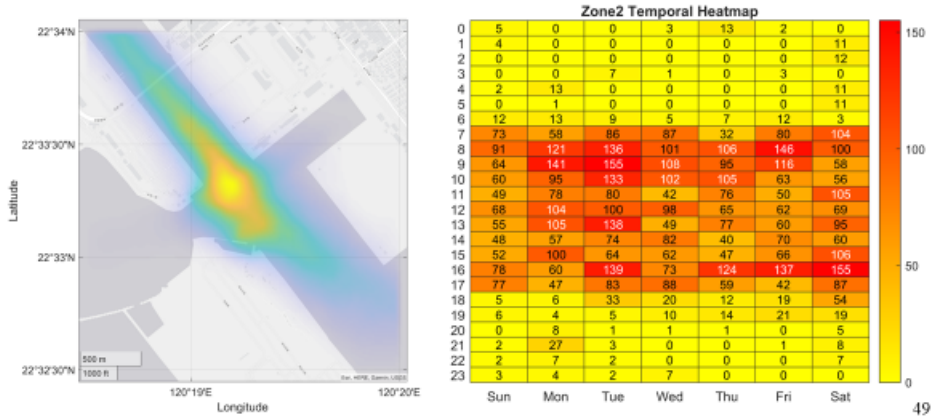 Zone2 Temporal Heatmap
22°34'N
22°33'30"N
22°33'N
22°32'30"N
Latitude
500 m
1000 ft
120°19'E
120°20'E
Longitude
0 5 0 0 3 13 2 0
1 4 0 0 0 0 0 11
2 0 0 0 0 0 0 12
3 0 0 7 1 0 3 0
4 2 13 0 0 0 0 11
5 0 1 0 0 0 0 11
6 12 13 9 5 7 12 3
7 73 58 86 87 32 80 104
8 91 121 136 101 106 146 100
9 64 141 155 108 95 116 58
10 60 95 133 102 105 63 56
11 49 78 80 42 76 50 105
12 68 104 100 98 65 62 69
13 55 105 138 49 77 60 95
14 48 57 74 82 40 70 60
15 52 100 64 62 47 66 106
16 78 60 139 73 124 137 155
17 77 47 83 88 59 42 87
18 5 6 33 20 12 19 54
19 6 4 5 10 14 21 19
20 0 8 1 1 1 0 5
21 2 27 3 0 0 1 8
22 2 7 2 0 0 0 7
23 3 4 2 7 0 0 0
Sun Mon Tue Wed Thu Fri Sat
150
100
50
0
49